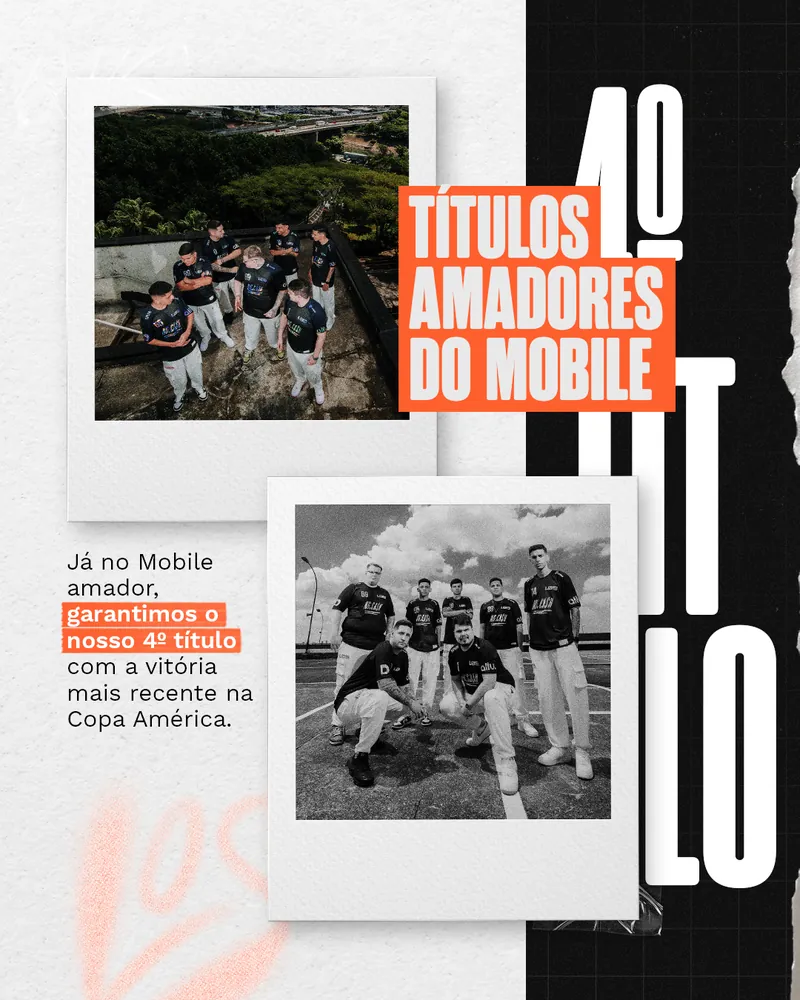 4º
TÍTULOS
AMADORES
DO MOBILE
Já no Mobile
amador,
garantimos o
nosso 4º título
com a vitória
mais recente na
Copa América.
LOS